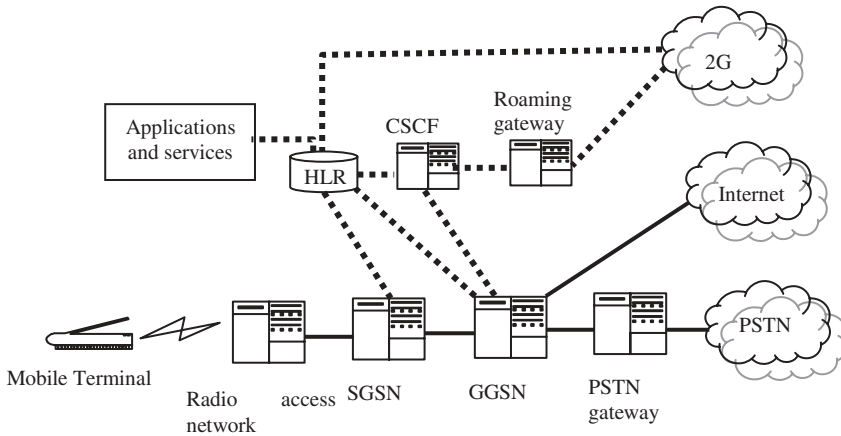 2G
Roaming
gateway
CSCF
Applications
and services
HLR
Internet
PSTN
Mobile Terminal
Radio access
network
SGSN
GGSN
PSTN
gateway